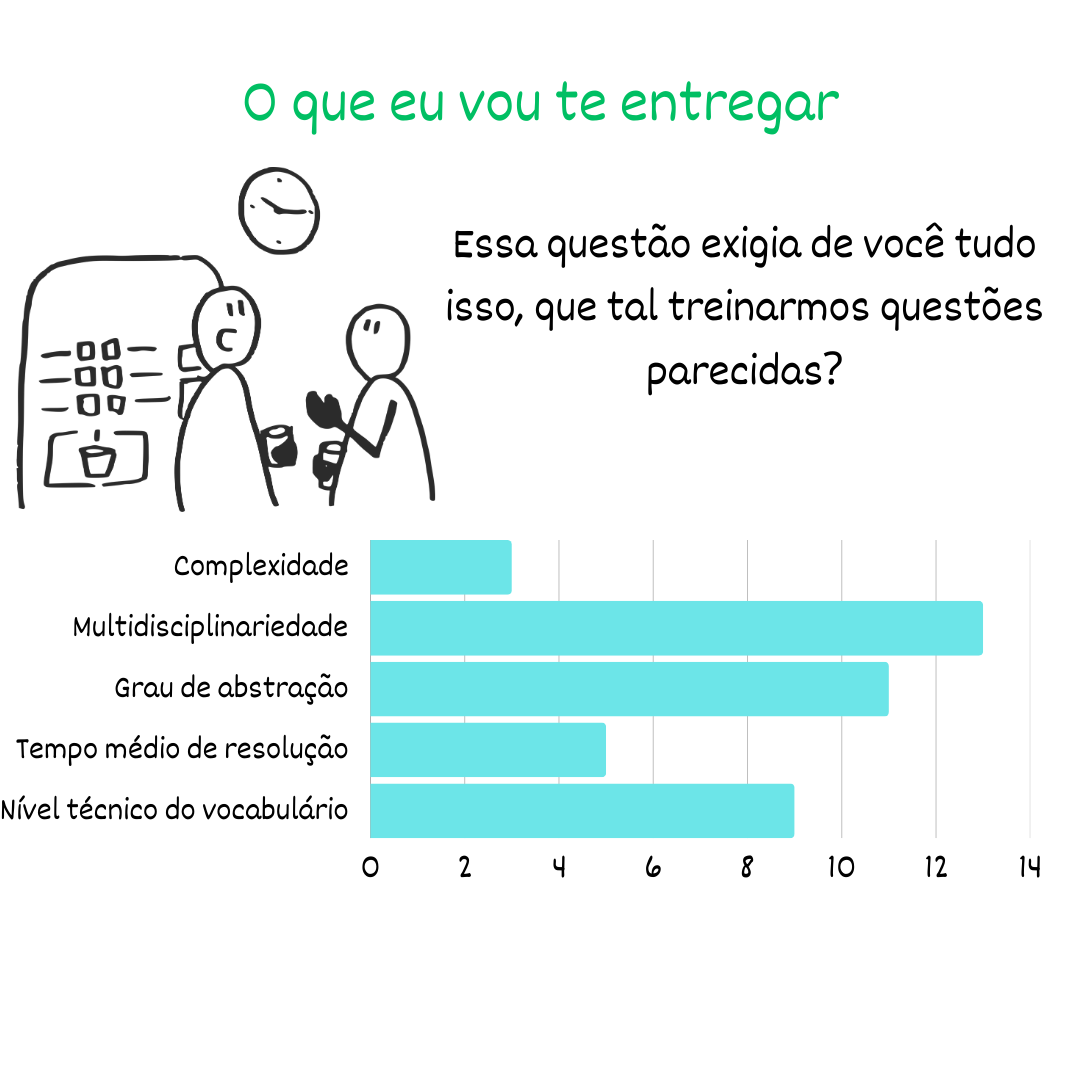 O que eu vou te entregar
Essa questão exigia de você tudo
isso, que tal treinarmos questões
parecidas?
Complexidade
Multidisciplinariedade
Grau de abstração
Tempo médio de resolução
Nível técnico do vocabulário
0 2 4 6 8 10 12 14